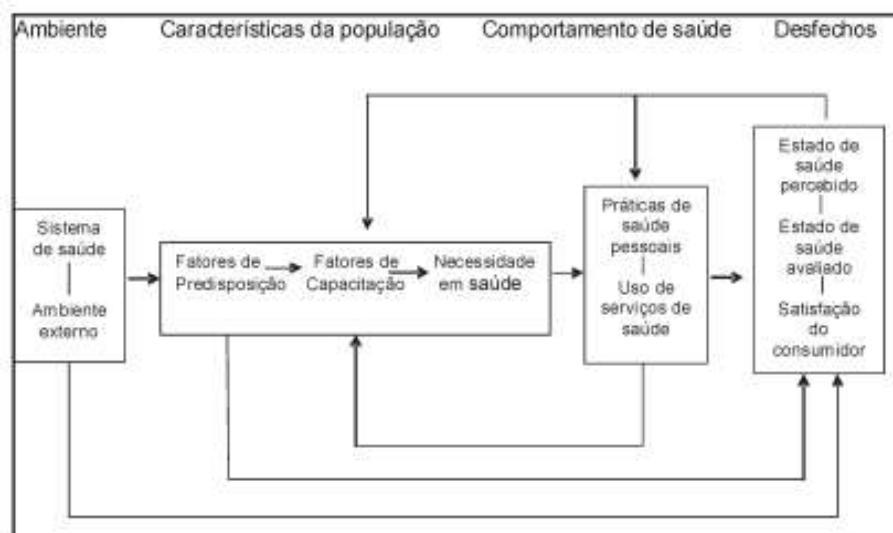 Ambiente
Características da população
Comportamento de saúde
Desfechos
Sistema
de saúde
Ambiente
externo
Fatores de
Predisposição
Fatores de
Capacitação
Necessidade
em saúde
Práticas de
saúde
pessoais
Uso de
serviços de
saúde
Estado de
saúde
percebido
Estado de
saúde
avaliado
Satisfação
do
consumidor